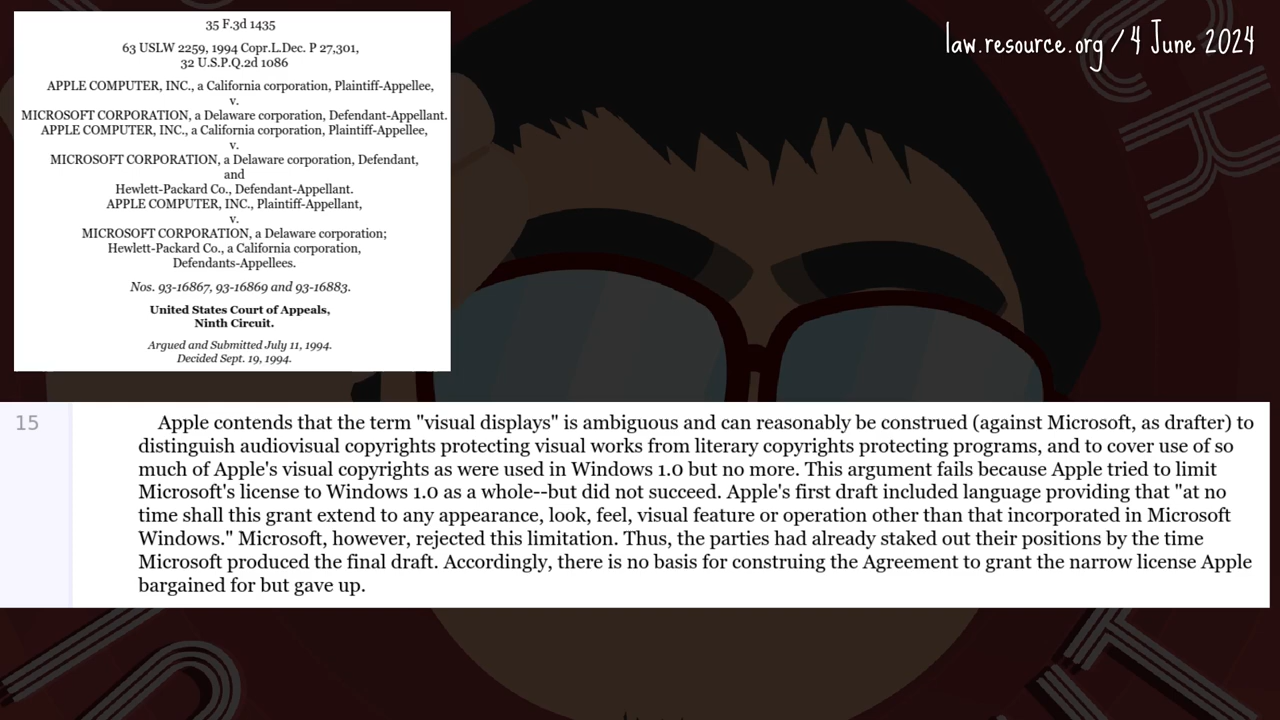 35 F.3d 1435
63 USLW 2259, 1994 Copr.L.Dec. P 27,301,
32 U.S.P.Q.2d 1086
APPLE COMPUTER, INC., a California corporation, Plaintiff-Appellee,
v.
MICROSOFT CORPORATION, a Delaware corporation, Defendant-Appellant.
APPLE COMPUTER, INC., a California corporation, Plaintiff-Appellee,
v.
MICROSOFT CORPORATION, a Delaware corporation, Defendant,
and
Hewlett-Packard Co., Defendant-Appellant.
APPLE COMPUTER, INC., Plaintiff-Appellant,
v.
MICROSOFT CORPORATION, a Delaware corporation;
Hewlett-Packard Co., a California corporation,
Defendants-Appellees.
Nos. 93-16867, 93-16869 and 93-16883.
United States Court of Appeals,
Ninth Circuit.
Argued and Submitted July 11, 1994.
Decided Sept. 19, 1994.
law.resource.org / 4 June 2024
15
Apple contends that the term "visual displays" is ambiguous and can reasonably be construed (against Microsoft, as drafter) to
distinguish audiovisual copyrights protecting visual works from literary copyrights protecting programs, and to cover use of so
much of Apple's visual copyrights as were used in Windows 1.0 but no more. This argument fails because Apple tried to limit
Microsoft's license to Windows 1.0 as a whole--but did not succeed. Apple's first draft included language providing that "at no
time shall this grant extend to any appearance, look, feel, visual feature or operation other than that incorporated in Microsoft
Windows." Microsoft, however, rejected this limitation. Thus, the parties had already staked out their positions by the time
Microsoft produced the final draft. Accordingly, there is no basis for construing the Agreement to grant the narrow license Apple
bargained for but gave up.